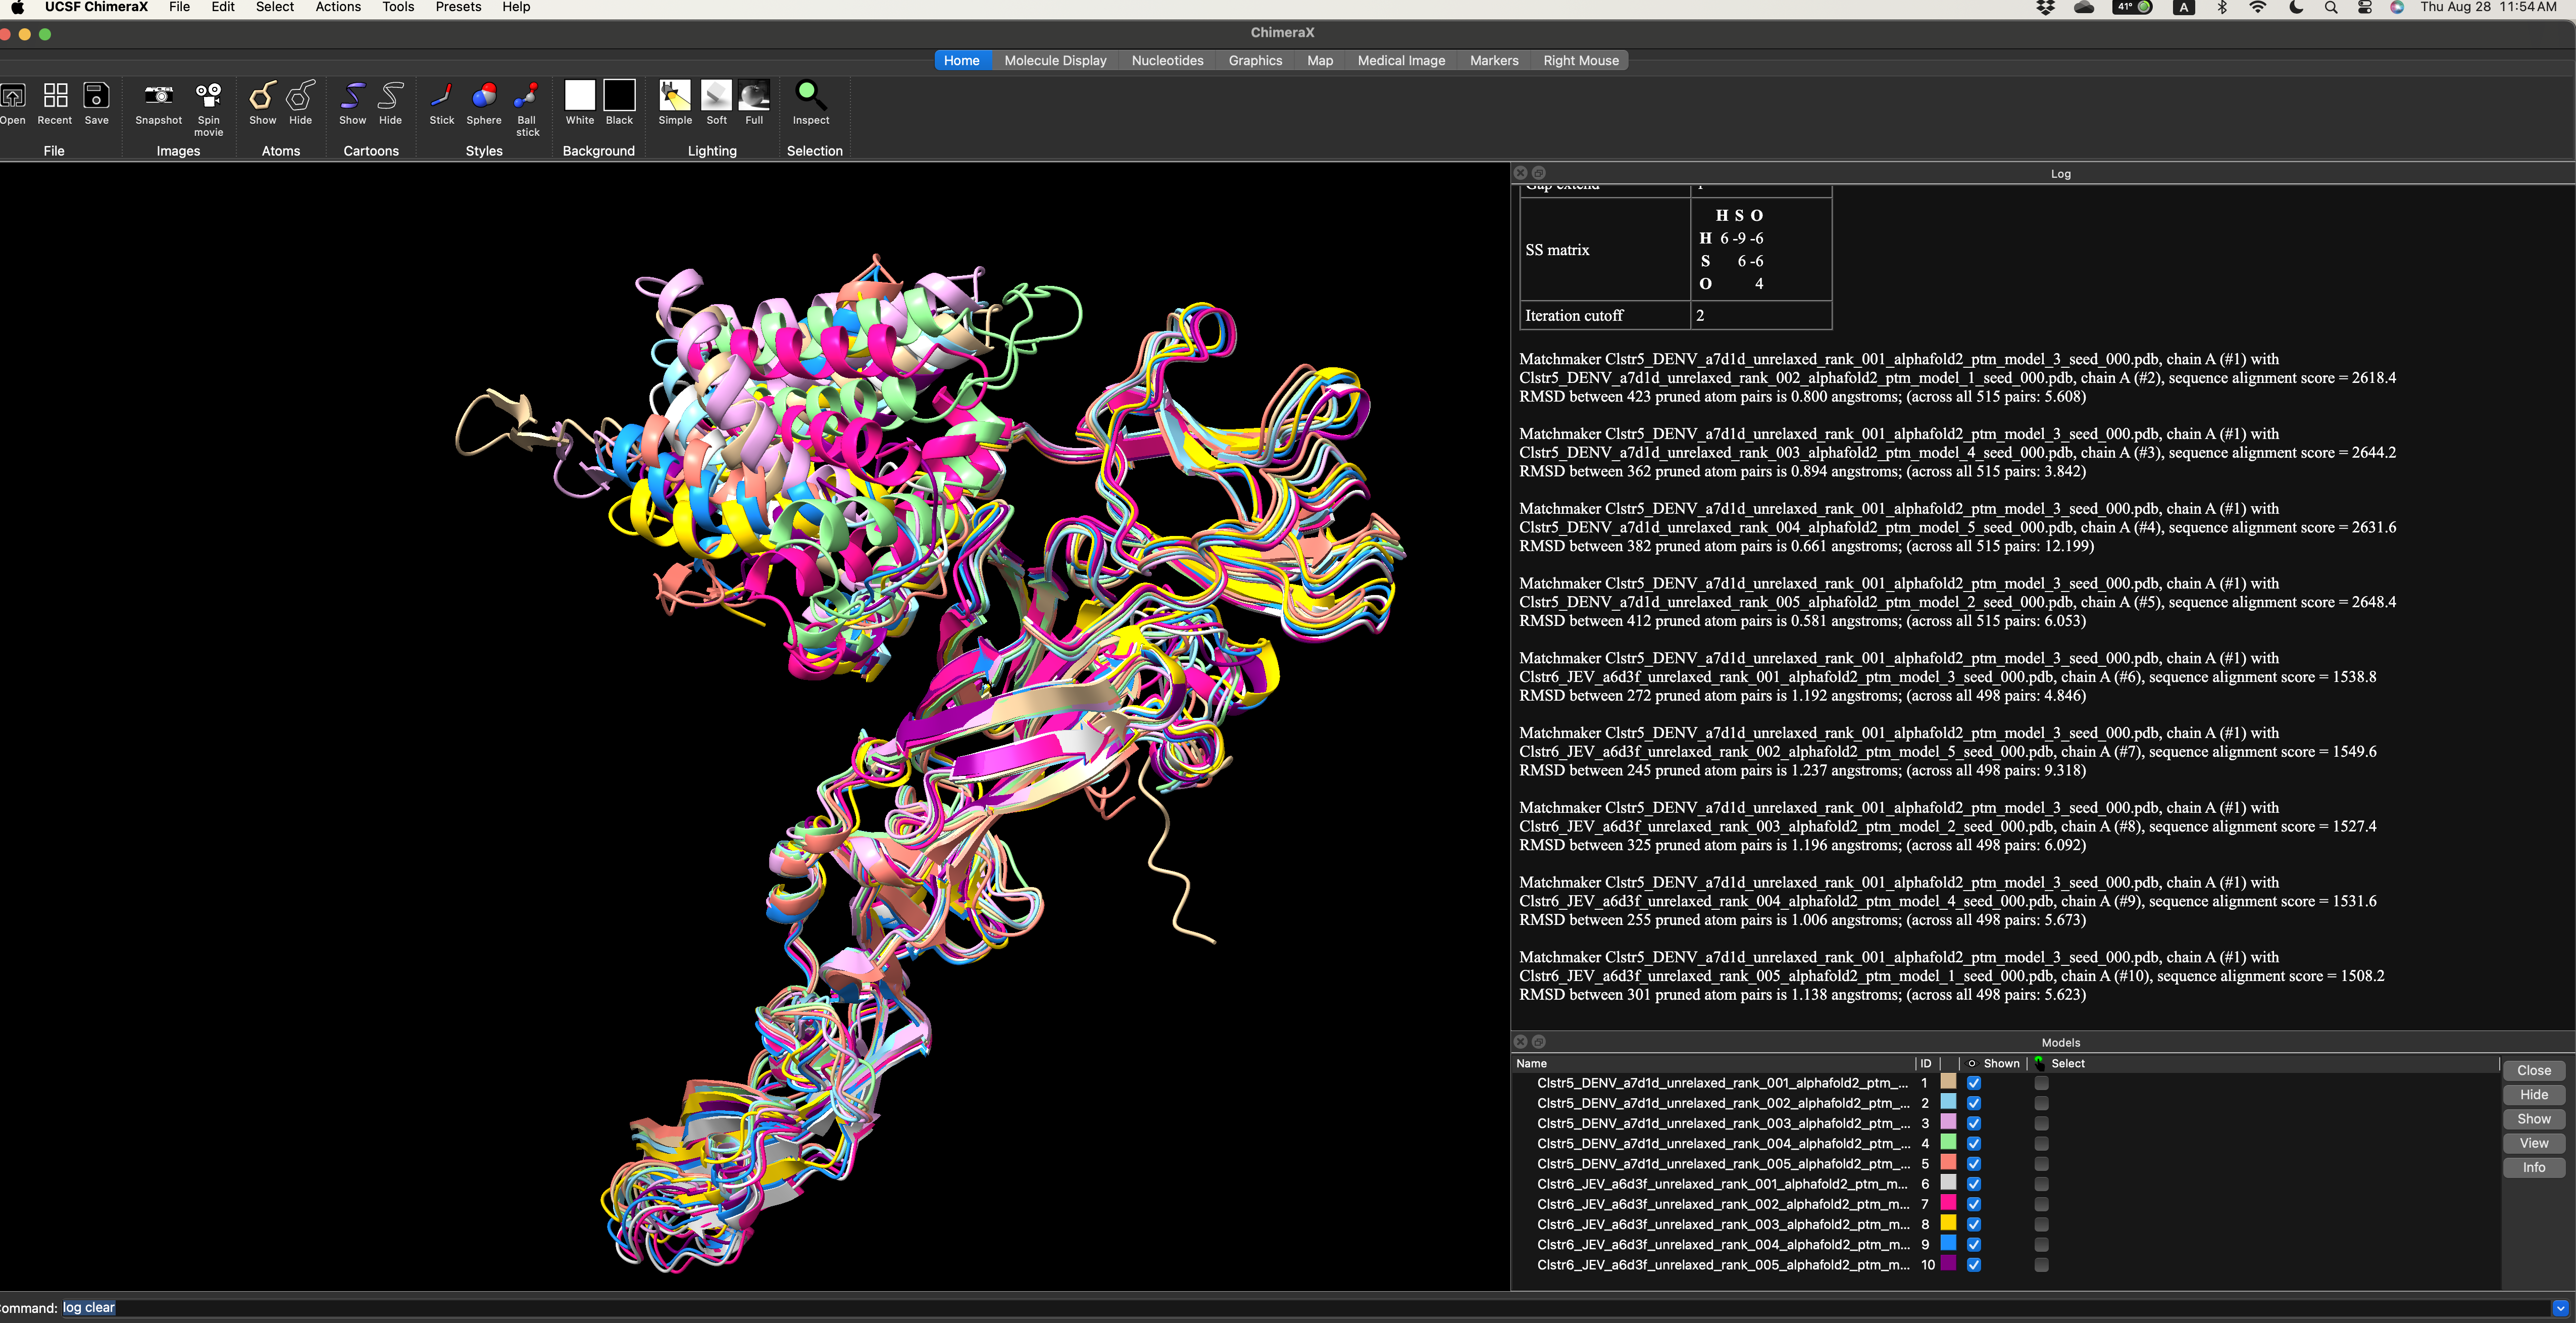 UCSF ChimeraX File Edit Select Actions Tools Presets Help
41° A Thu Aug 28 11:54 AM
ChimeraX
Home Molecule Display Nucleotides Graphics Map Medical Image Markers Right Mouse
Open Recent Save Snapshot Spin movie Show Hide Show Hide Stick Sphere Ball stick White Black Simple Soft Full Inspect
File Images Atoms Cartoons Styles Background Lighting Selection
Log
Gap extend 1
SS matrix
H S O
H 6 -9 -6
S 6 -6
O 4
Iteration cutoff 2
Matchmaker Clstr5_DENV_a7d1d_unrelaxed_rank_001_alphafold2_ptm_model_3_seed_000.pdb, chain A (#1) with
Clstr5_DENV_a7d1d_unrelaxed_rank_002_alphafold2_ptm_model_1_seed_000.pdb, chain A (#2), sequence alignment score = 2618.4
RMSD between 423 pruned atom pairs is 0.800 angstroms; (across all 515 pairs: 5.608)
Matchmaker Clstr5_DENV_a7d1d_unrelaxed_rank_001_alphafold2_ptm_model_3_seed_000.pdb, chain A (#1) with
Clstr5_DENV_a7d1d_unrelaxed_rank_003_alphafold2_ptm_model_4_seed_000.pdb, chain A (#3), sequence alignment score = 2644.2
RMSD between 362 pruned atom pairs is 0.894 angstroms; (across all 515 pairs: 3.842)
Matchmaker Clstr5_DENV_a7d1d_unrelaxed_rank_001_alphafold2_ptm_model_3_seed_000.pdb, chain A (#1) with
Clstr5_DENV_a7d1d_unrelaxed_rank_004_alphafold2_ptm_model_5_seed_000.pdb, chain A (#4), sequence alignment score = 2631.6
RMSD between 382 pruned atom pairs is 0.661 angstroms; (across all 515 pairs: 12.199)
Matchmaker Clstr5_DENV_a7d1d_unrelaxed_rank_001_alphafold2_ptm_model_3_seed_000.pdb, chain A (#1) with
Clstr5_DENV_a7d1d_unrelaxed_rank_005_alphafold2_ptm_model_2_seed_000.pdb, chain A (#5), sequence alignment score = 2648.4
RMSD between 412 pruned atom pairs is 0.581 angstroms; (across all 515 pairs: 6.053)
Matchmaker Clstr5_DENV_a7d1d_unrelaxed_rank_001_alphafold2_ptm_model_3_seed_000.pdb, chain A (#1) with
Clstr6_JEV_a6d3f_unrelaxed_rank_001_alphafold2_ptm_model_3_seed_000.pdb, chain A (#6), sequence alignment score = 1538.8
RMSD between 272 pruned atom pairs is 1.192 angstroms; (across all 498 pairs: 4.846)
Matchmaker Clstr5_DENV_a7d1d_unrelaxed_rank_001_alphafold2_ptm_model_3_seed_000.pdb, chain A (#1) with
Clstr6_JEV_a6d3f_unrelaxed_rank_002_alphafold2_ptm_model_5_seed_000.pdb, chain A (#7), sequence alignment score = 1549.6
RMSD between 245 pruned atom pairs is 1.237 angstroms; (across all 498 pairs: 9.318)
Matchmaker Clstr5_DENV_a7d1d_unrelaxed_rank_001_alphafold2_ptm_model_3_seed_000.pdb, chain A (#1) with
Clstr6_JEV_a6d3f_unrelaxed_rank_003_alphafold2_ptm_model_2_seed_000.pdb, chain A (#8), sequence alignment score = 1527.4
RMSD between 325 pruned atom pairs is 1.196 angstroms; (across all 498 pairs: 6.092)
Matchmaker Clstr5_DENV_a7d1d_unrelaxed_rank_001_alphafold2_ptm_model_3_seed_000.pdb, chain A (#1) with
Clstr6_JEV_a6d3f_unrelaxed_rank_004_alphafold2_ptm_model_4_seed_000.pdb, chain A (#9), sequence alignment score = 1531.6
RMSD between 255 pruned atom pairs is 1.006 angstroms; (across all 498 pairs: 5.673)
Matchmaker Clstr5_DENV_a7d1d_unrelaxed_rank_001_alphafold2_ptm_model_3_seed_000.pdb, chain A (#1) with
Clstr6_JEV_a6d3f_unrelaxed_rank_005_alphafold2_ptm_model_1_seed_000.pdb, chain A (#10), sequence alignment score = 1508.2
RMSD between 301 pruned atom pairs is 1.138 angstroms; (across all 498 pairs: 5.623)
Models
Name ID Shown Select
Clstr5_DENV_a7d1d_unrelaxed_rank_001_alphafold2_ptm_... 1
Clstr5_DENV_a7d1d_unrelaxed_rank_002_alphafold2_ptm_... 2
Clstr5_DENV_a7d1d_unrelaxed_rank_003_alphafold2_ptm_... 3
Clstr5_DENV_a7d1d_unrelaxed_rank_004_alphafold2_ptm_... 4
Clstr5_DENV_a7d1d_unrelaxed_rank_005_alphafold2_ptm_... 5
Clstr6_JEV_a6d3f_unrelaxed_rank_001_alphafold2_ptm_m... 6
Clstr6_JEV_a6d3f_unrelaxed_rank_002_alphafold2_ptm_m... 7
Clstr6_JEV_a6d3f_unrelaxed_rank_003_alphafold2_ptm_m... 8
Clstr6_JEV_a6d3f_unrelaxed_rank_004_alphafold2_ptm_m... 9
Clstr6_JEV_a6d3f_unrelaxed_rank_005_alphafold2_ptm_m... 10
Close
Hide
Show
View
Info
ommand: log clear